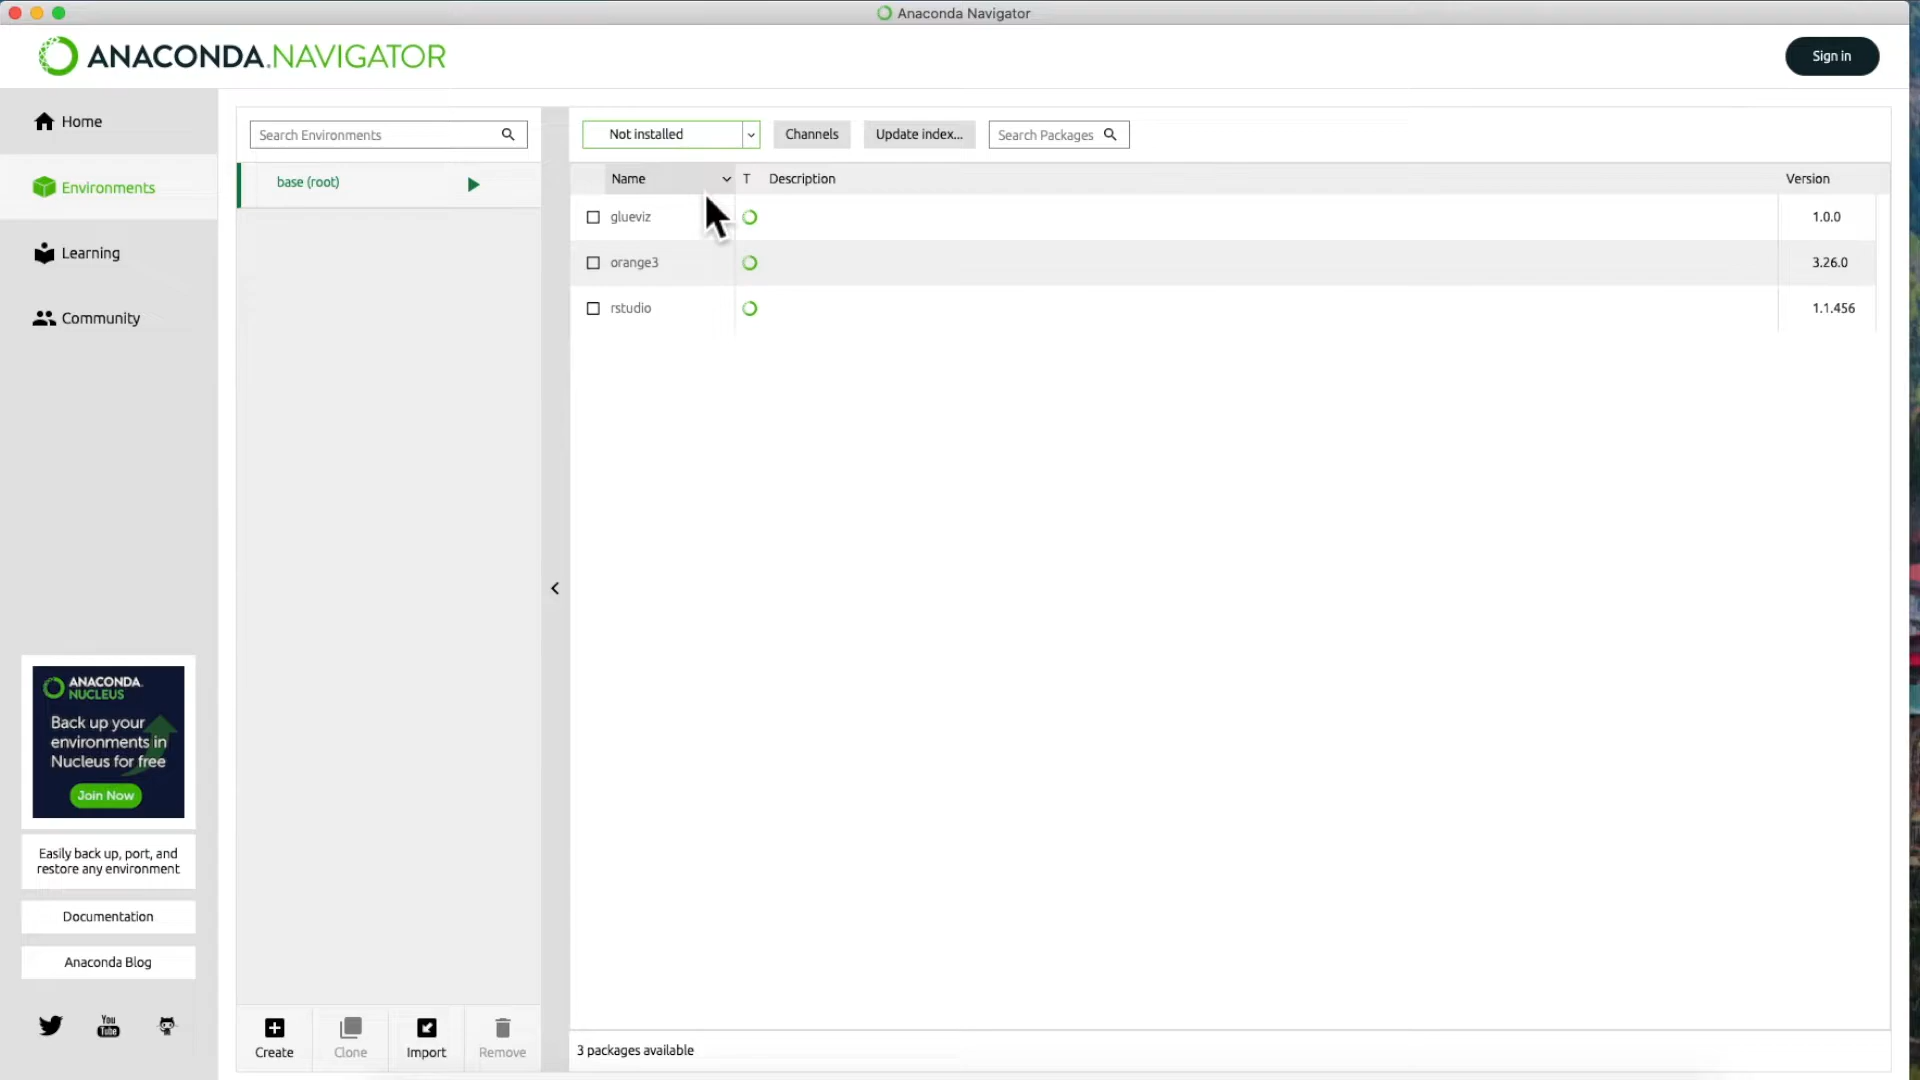 Anaconda Navigator
ANACONDA.NAVIGATOR
Sign in
Home
Environments
Learning
Community
Search Environments
base (root)
Not installed
Channels
Update index...
Search Packages
Name
T
Description
Version
glueviz
1.0.0
orange3
3.26.0
rstudio
1.1.456
ANACONDA.
NUCLEUS
Back up your
environments in
Nucleus for free
Join Now
Easily back up, port, and
restore any environment
Documentation
Anaconda Blog
You
Tube
Create
Clone
Import
Remove
3 packages available